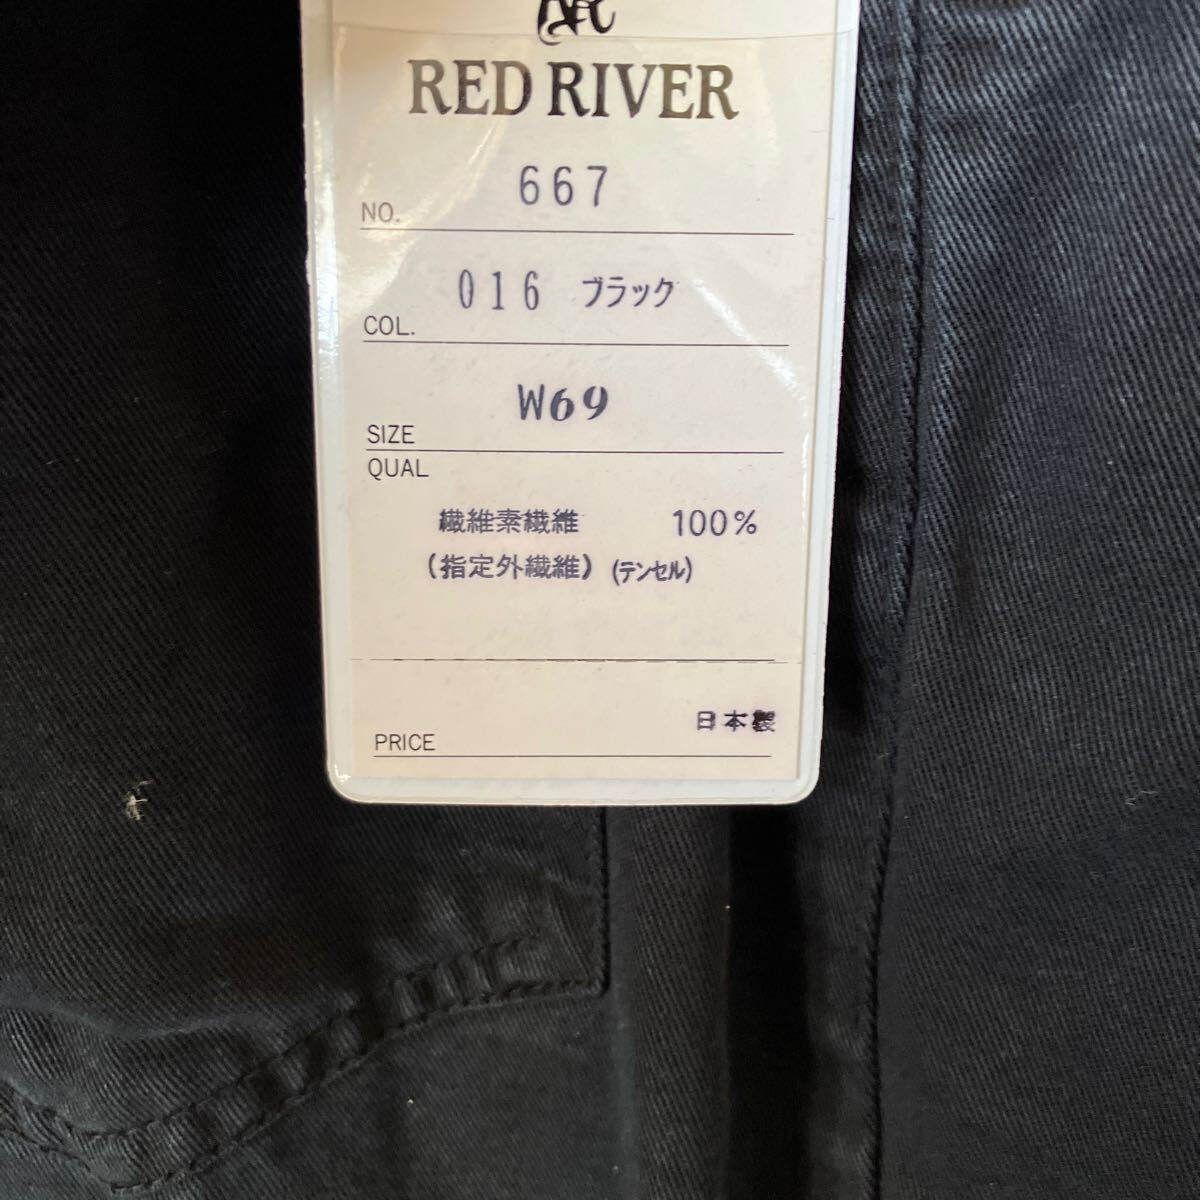 RED RIVER
667
NO.
016 ブラック
COL.
W69
SIZE
QUAL
繊維素繊維 100%
(指定外繊維) (テンセル)
日本製
PRICE